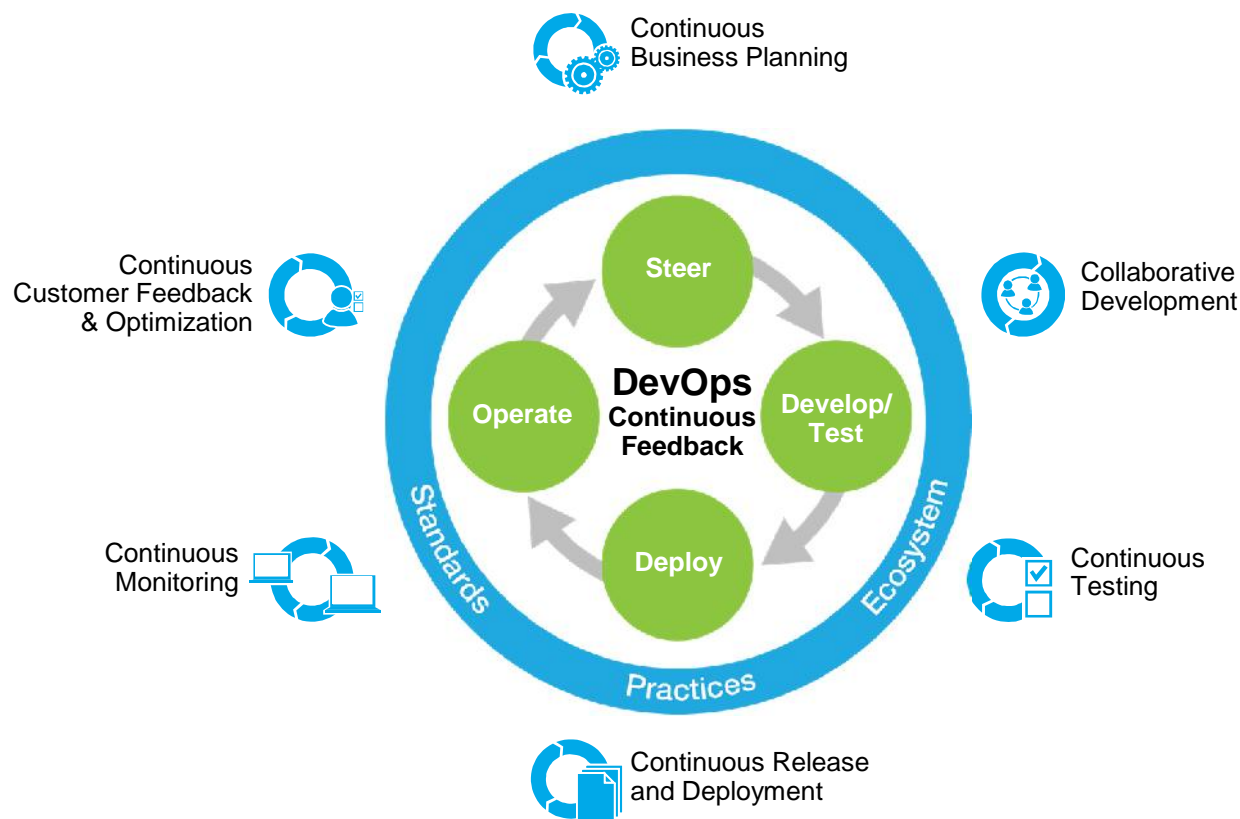 Continuous
Business Planning
Continuous
Customer Feedback
& Optimization
Collaborative
Development
Steer
DevOps
Continuous
Feedback
Operate
Develop/
Test
Deploy
Standards
Practices
Ecosystem
Continuous
Monitoring
Continuous
Testing
Continuous Release
and Deployment